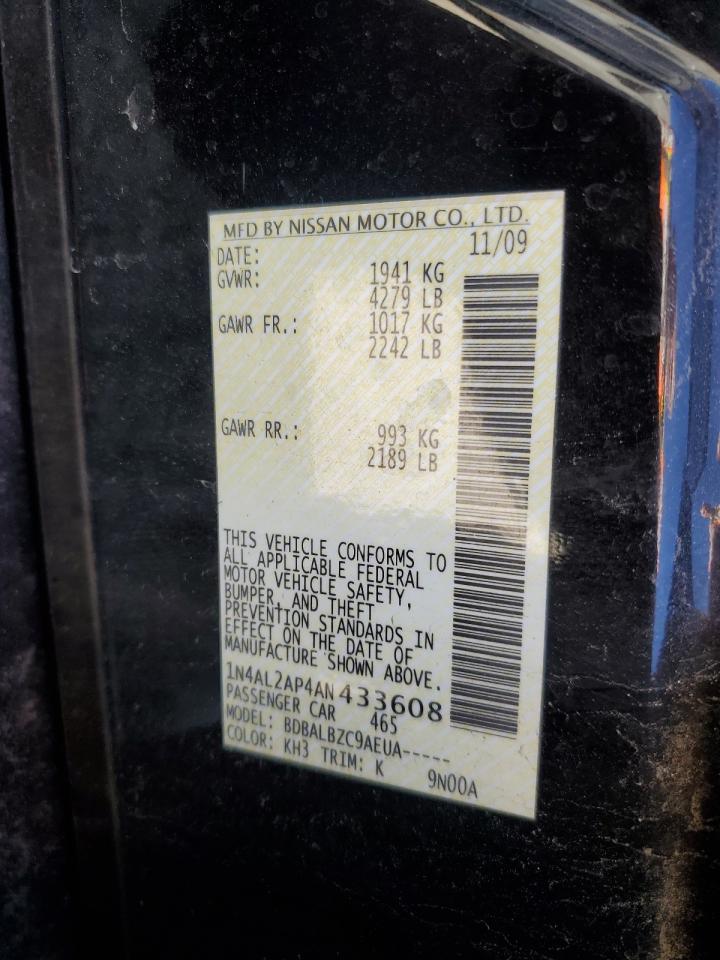 MFD BY NISSAN MOTOR CO., LTD.
DATE: 11/09
GVWR: 1941 KG
4279 LB
GAWR FR.: 1017 KG
2242 LB
GAWR RR.: 993 KG
2189 LB
THIS VEHICLE CONFORMS TO
ALL APPLICABLE FEDERAL
MOTOR VEHICLE SAFETY,
BUMPER, AND THEFT
PREVENTION STANDARDS IN
EFFECT ON THE DATE OF
MANUFACTURE SHOWN ABOVE.
1N4AL2AP4AN433608
PASSENGER CAR 465
MODEL: BDBALBZC9AEUA-----
COLOR: KH3 TRIM: K 9N00A